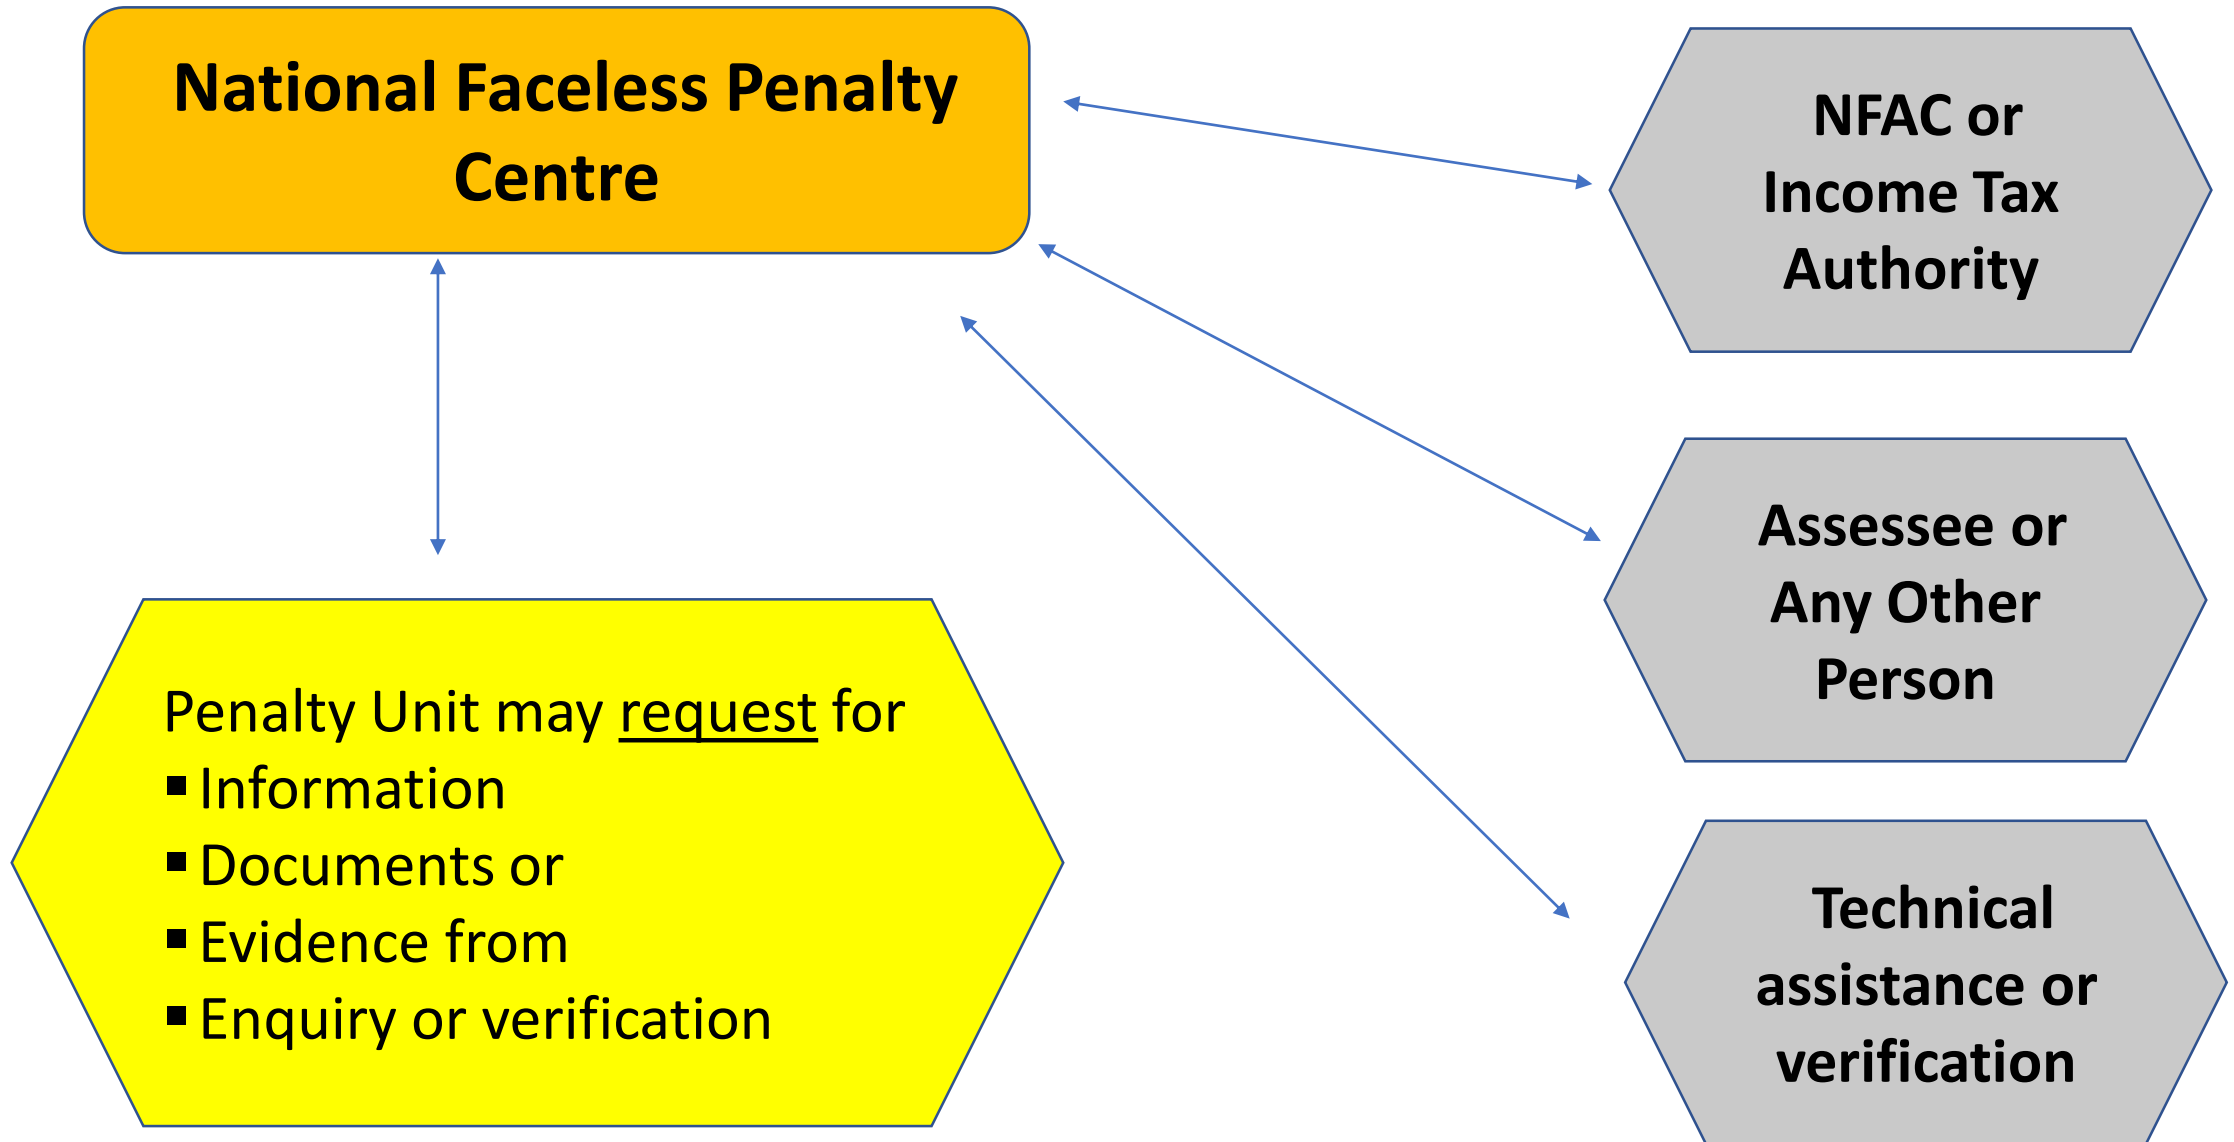 National Faceless Penalty
Centre
NFAC or
Income Tax
Authority
Assessee or
Any Other
Person
Penalty Unit may request for
▪ Information
▪ Documents or
▪ Evidence from
▪ Enquiry or verification
Technical
assistance or
verification